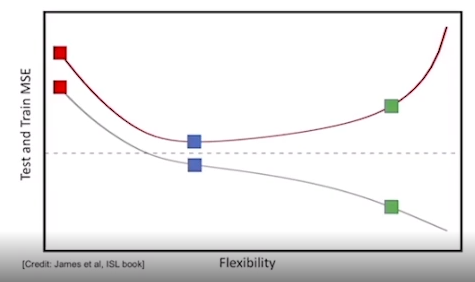 Test and Train MSE
[Credit: James et al, ISL book]
Flexibility